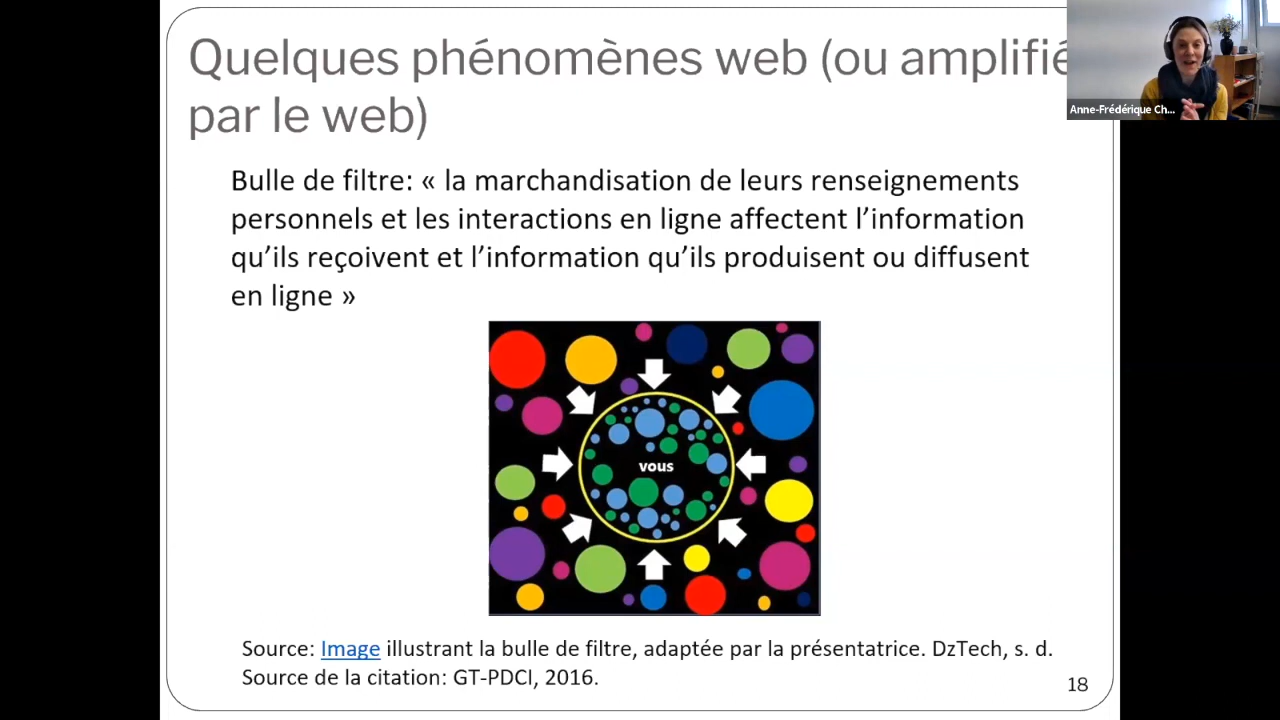 Quelques phénomènes web (ou amplifié
par le web)
Anne-Frédérique Ch...
Bulle de filtre: « la marchandisation de leurs renseignements
personnels et les interactions en ligne affectent l’information
qu’ils reçoivent et l’information qu’ils produisent ou diffusent
en ligne »
vous
Source: Image illustrant la bulle de filtre, adaptée par la présentatrice. DzTech, s. d.
Source de la citation: GT-PDCI, 2016.
18